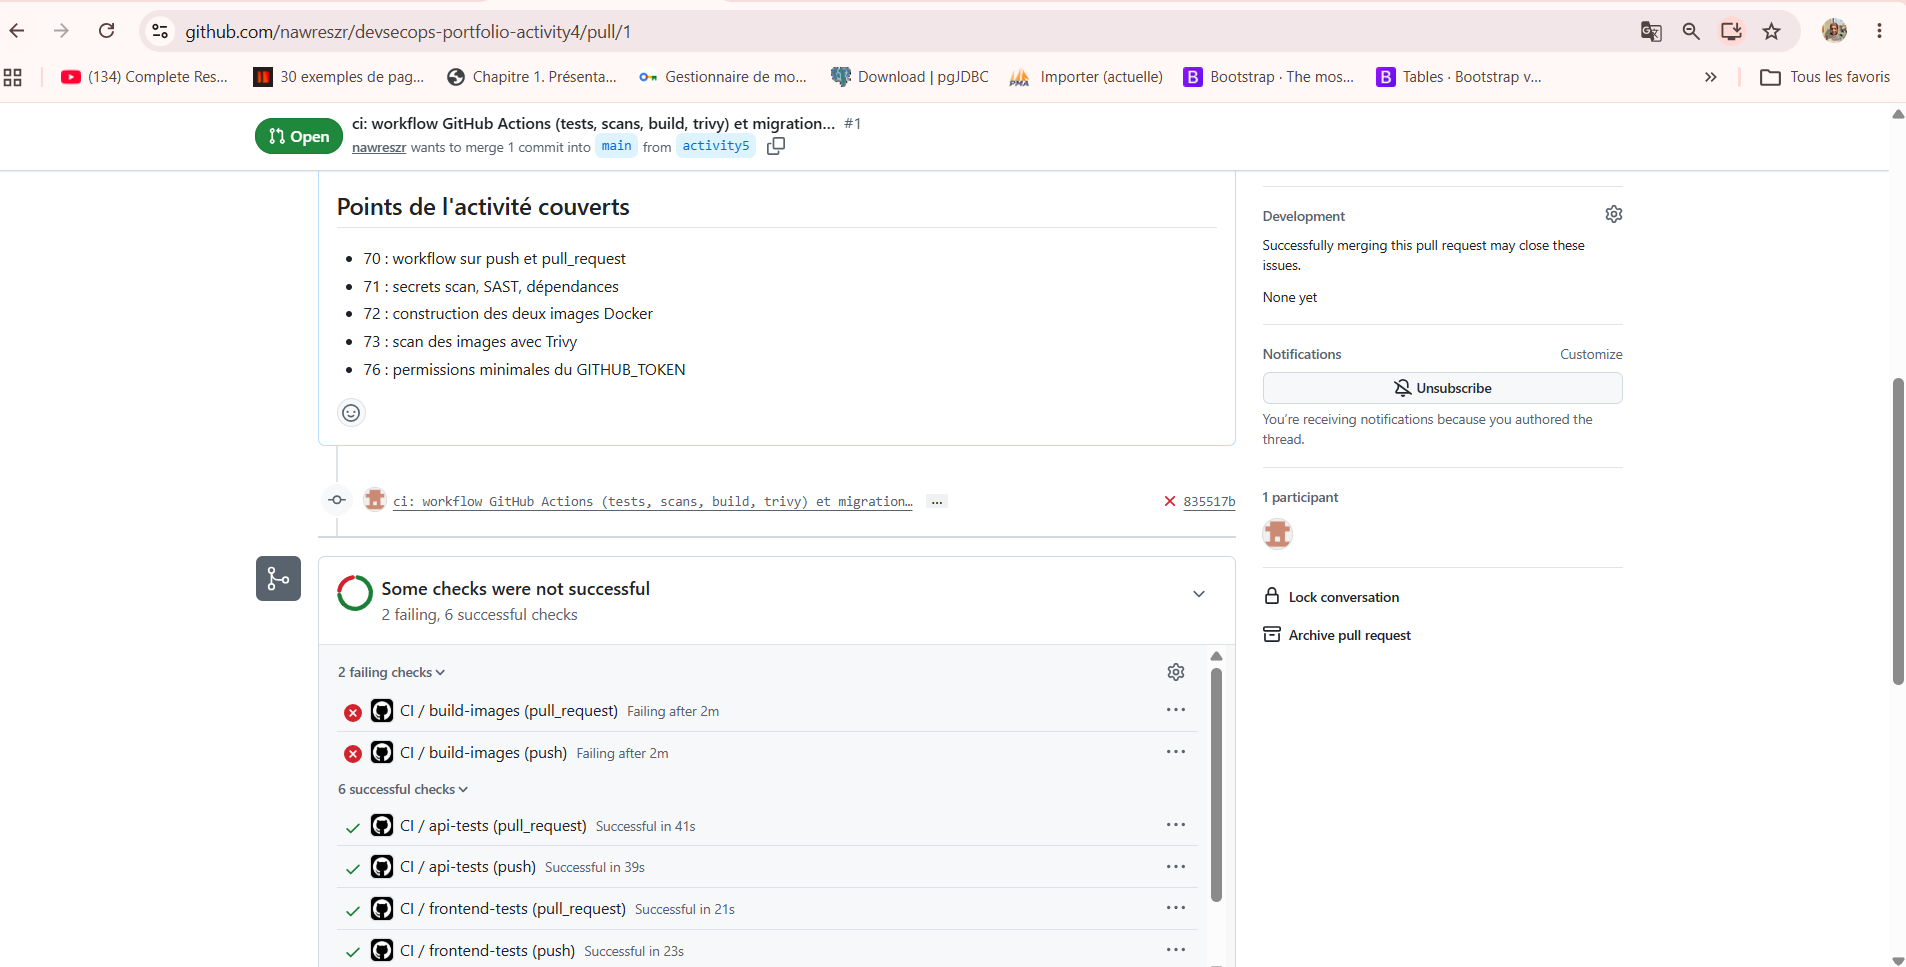 github.com/nawreszr/devsecops-portfolio-activity4/pull/1
(134) Complete Res...
30 exemples de pag...
Chapitre 1. Présenta...
Gestionnaire de mo...
Download | pgJDBC
Importer (actuelle)
Bootstrap · The mos...
Tables · Bootstrap v...
»
Tous les favoris
Open
ci: workflow GitHub Actions (tests, scans, build, trivy) et migration... #1
nawreszr wants to merge 1 commit into main from activity5
Points de l'activité couverts
• 70 : workflow sur push et pull_request
• 71 : secrets scan, SAST, dépendances
• 72 : construction des deux images Docker
• 73 : scan des images avec Trivy
• 76 : permissions minimales du GITHUB_TOKEN
ci: workflow GitHub Actions (tests, scans, build, trivy) et migration… ...
835517b
Some checks were not successful
2 failing, 6 successful checks
2 failing checks
CI / build-images (pull_request) Failing after 2m
CI / build-images (push) Failing after 2m
6 successful checks
CI / api-tests (pull_request) Successful in 41s
CI / api-tests (push) Successful in 39s
CI / frontend-tests (pull_request) Successful in 21s
CI / frontend-tests (push) Successful in 23s
Development
Successfully merging this pull request may close these
issues.
None yet
Notifications
Customize
Unsubscribe
You're receiving notifications because you authored the
thread.
1 participant
Lock conversation
Archive pull request